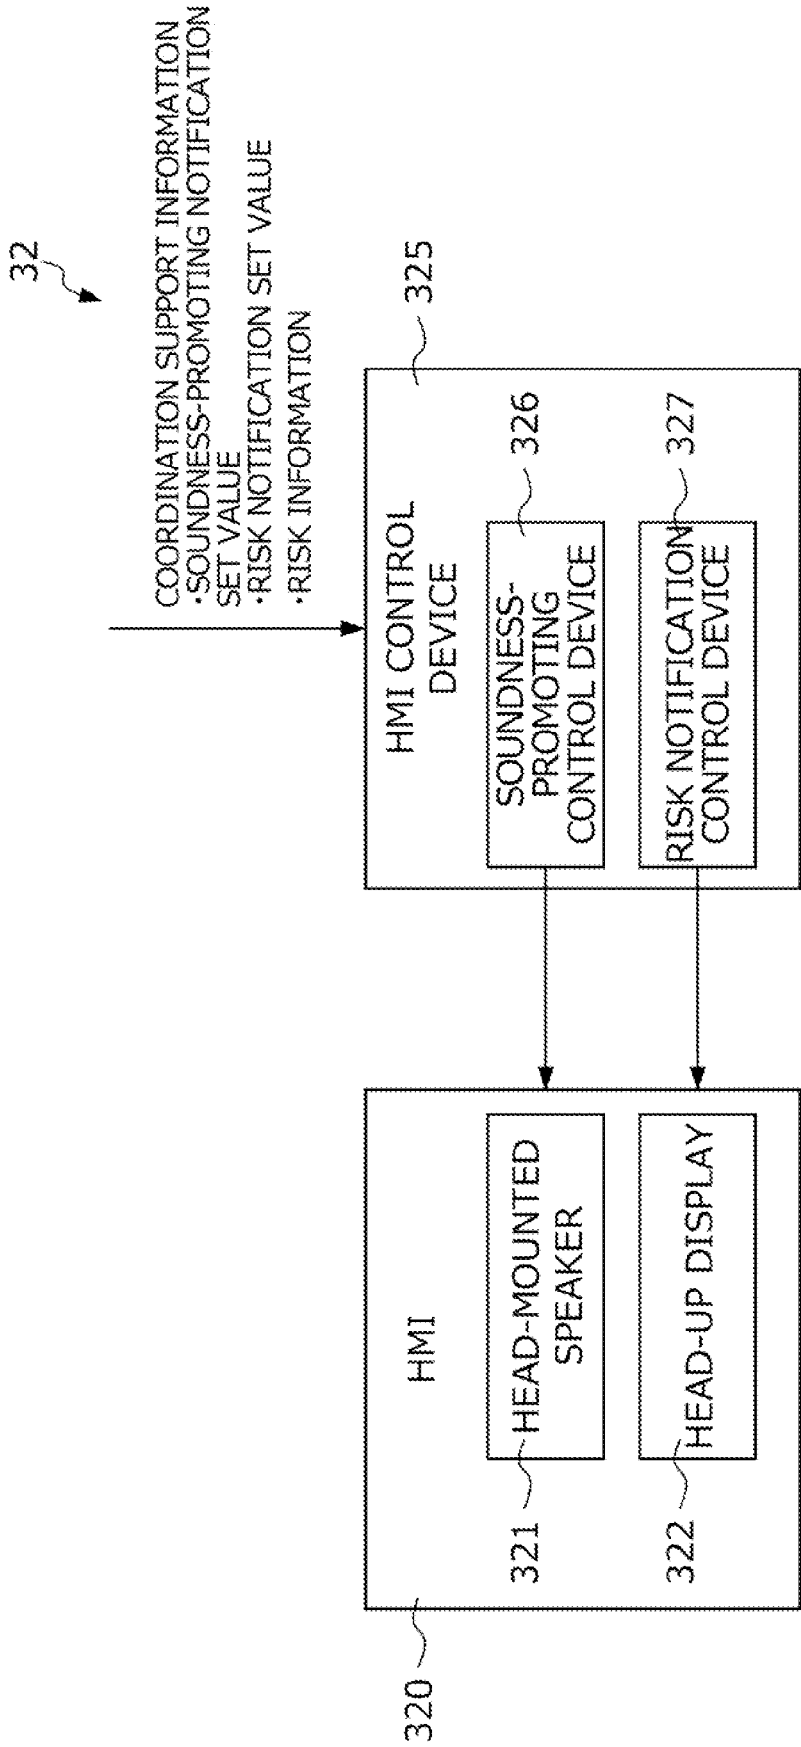 32
COORDINATION SUPPORT INFORMATION
・SOUNDNESS-PROMOTING NOTIFICATION
SET VALUE
・RISK NOTIFICATION SET VALUE
・RISK INFORMATION
320
HMI
321
HEAD-MOUNTED
SPEAKER
322
HEAD-UP DISPLAY
325
HMI CONTROL
DEVICE
326
SOUNDNESS-
PROMOTING
CONTROL DEVICE
327
RISK NOTIFICATION
CONTROL DEVICE